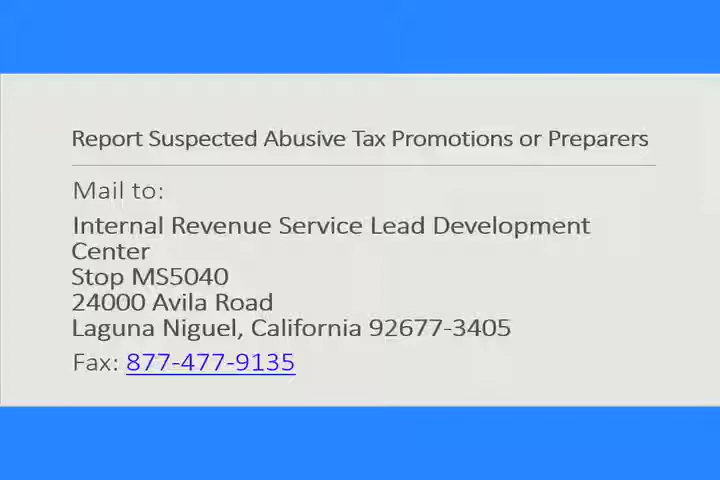 Report Suspected Abusive Tax Promotions or Preparers
Mail to:
Internal Revenue Service Lead Development
Center
Stop MS5040
24000 Avila Road
Laguna Niguel, California 92677-3405
Fax: 877-477-9135